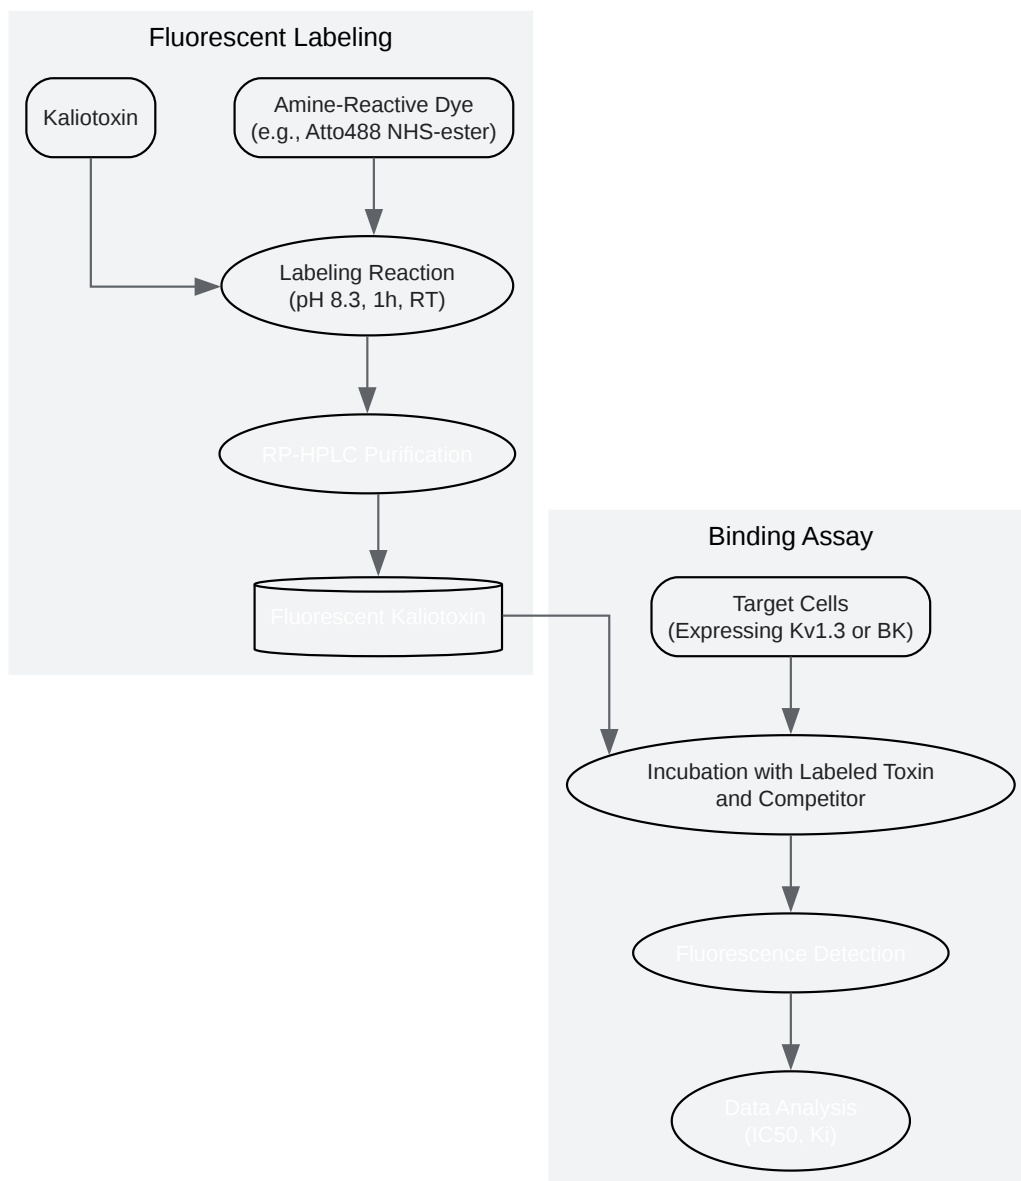 Fluorescent Labeling
Kaliotoxin
Amine-Reactive Dye
(e.g., Atto488 NHS-ester)
Labeling Reaction
(pH 8.3, 1h, RT)
RP-HPLC Purification
Fluorescent Kaliotoxin
Binding Assay
Target Cells
(Expressing Kv1.3 or BK)
Incubation with Labeled Toxin
and Competitor
Fluorescence Detection
Data Analysis
(IC50, Ki)